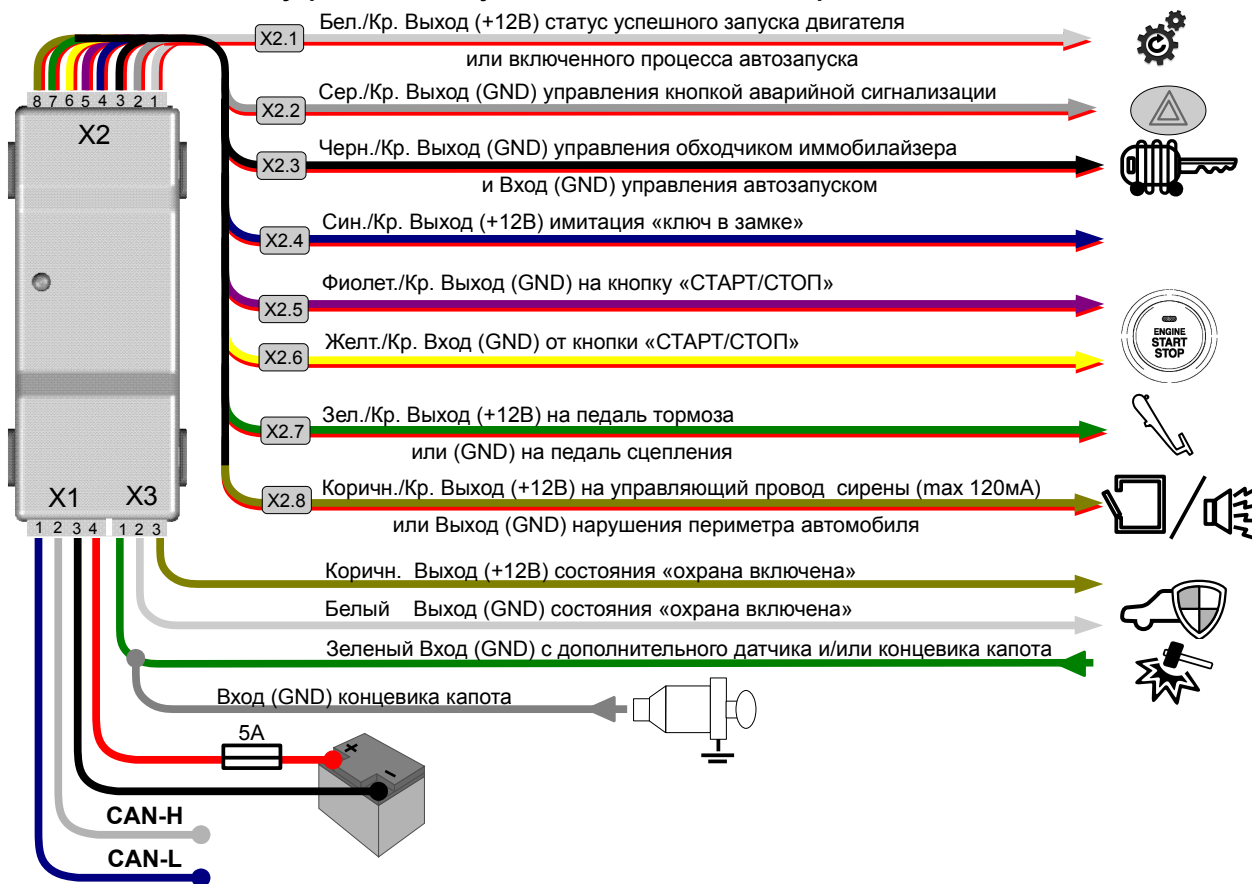 X2.1 Бел./Кр. Выход (+12В) статус успешного запуска двигателя
или включенного процесса автозапуска
X2.2 Сер./Кр. Выход (GND) управления кнопкой аварийной сигнализации
8 7 6 5 4 3 2 1
X2
X2.3 Черн./Кр. Выход (GND) управления обходчиком иммобилайзера
и Вход (GND) управления автозапуском
X2.4 Син./Кр. Выход (+12В) имитация «ключ в замке»
X2.5 Фиолет./Кр. Выход (GND) на кнопку «СТАРТ/СТОП»
X2.6 Желт./Кр. Вход (GND) от кнопки «СТАРТ/СТОП»
ENGINE
START
STOP
X2.7 Зел./Кр. Выход (+12В) на педаль тормоза
или (GND) на педаль сцепления
X2.8 Коричн./Кр. Выход (+12В) на управляющий провод сирены (max 120мА)
или Выход (GND) нарушения периметра автомобиля
X1 X3
1 2 3 4 1 2 3
Коричн. Выход (+12В) состояния «охрана включена»
Белый Выход (GND) состояния «охрана включена»
Зеленый Вход (GND) с дополнительного датчика и/или концевика капота
Вход (GND) концевика капота
5A
+ -
CAN-H
CAN-L